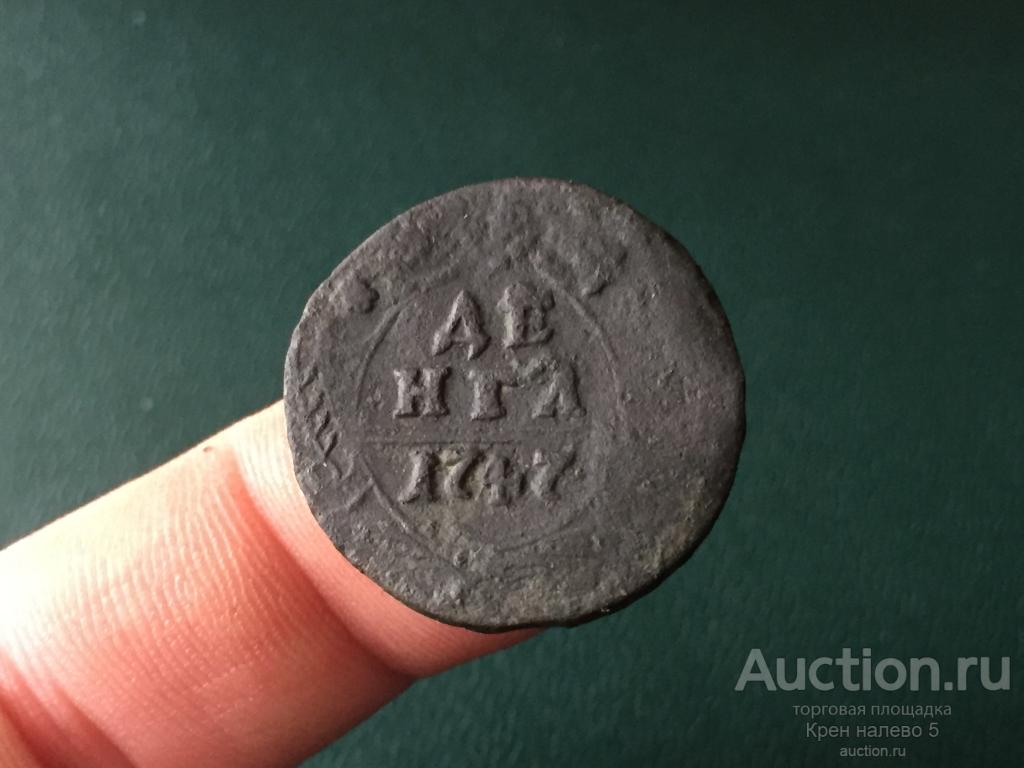 ДЕ
НГА
1747
Auction.ru
торговая площадка
Крен налево 5
auction.ru